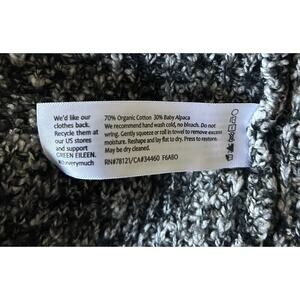 We'd like our
clothes back.
Recycle them at
our US stores
and support
GREEN EILEEN.
70% Organic Cotton 30% Baby Alpaca
We recommend hand wash cold, no bleach. Do not
wring. Gently squeeze or roll in towel to remove excess
moisture. Reshape and by flat to dry. Press to restore.
May be dry cleaned.
RN#78121/CA#34460 F6ABO